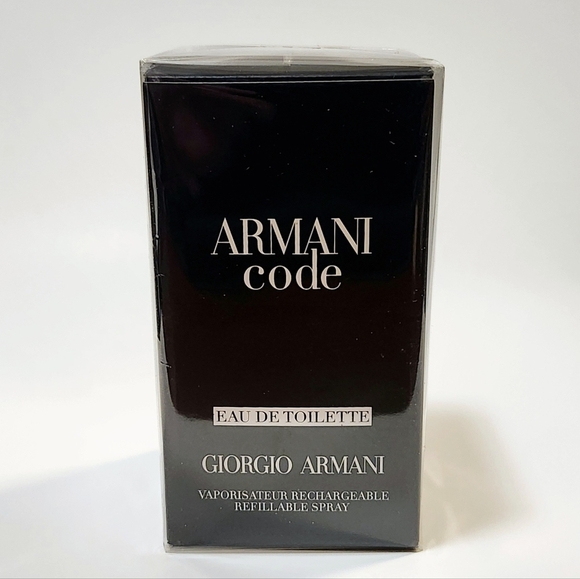 ARMANI
code
EAU DE TOILETTE
GIORGIO ARMANI
VAPORISATEUR RECHARGEABLE
REFILLABLE SPRAY